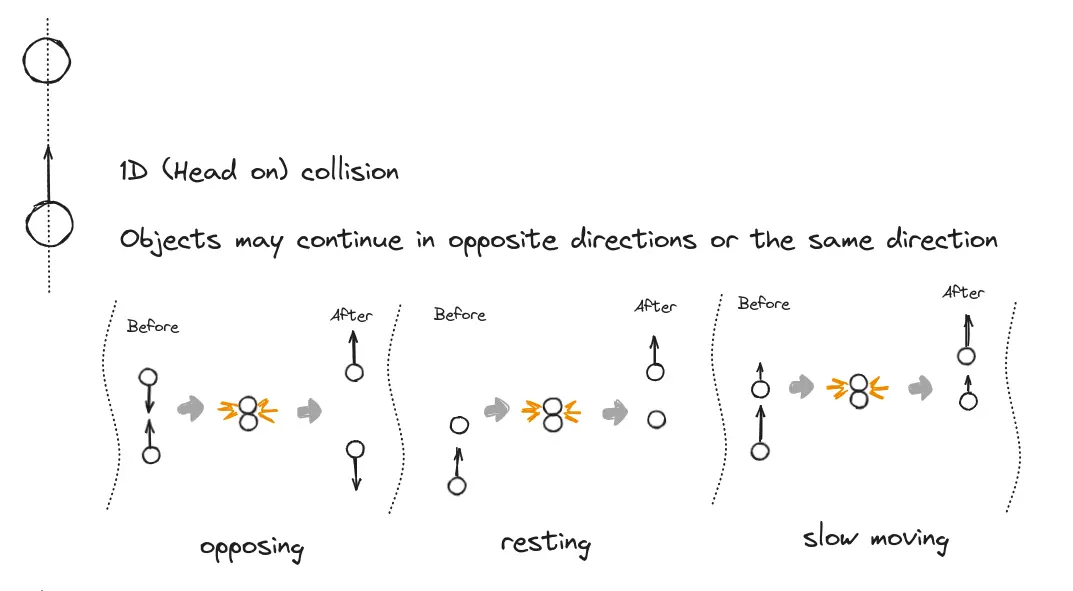 1D (Head on) collision
Objects may continue in opposite directions or the same direction
Before
After
Before
After
Before
After
opposing
resting
slow moving